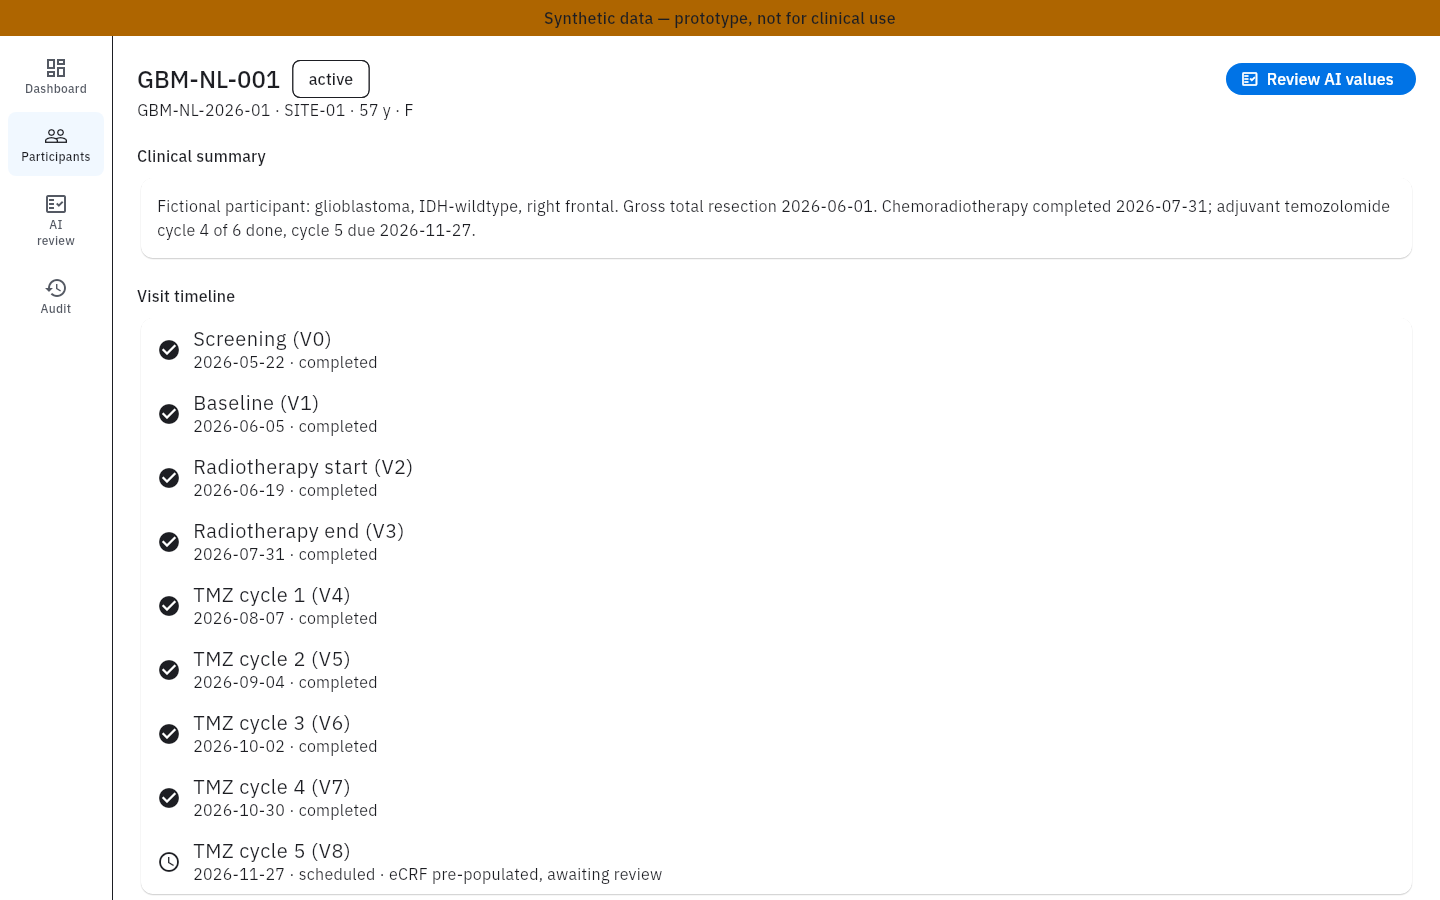 Synthetic data — prototype, not for clinical use
Dashboard
Participants
AI
review
Audit
GBM-NL-001
active
Review AI values
GBM-NL-2026-01 · SITE-01 · 57 y · F
Clinical summary
Fictional participant: glioblastoma, IDH-wildtype, right frontal. Gross total resection 2026-06-01. Chemoradiotherapy completed 2026-07-31; adjuvant temozolomide
cycle 4 of 6 done, cycle 5 due 2026-11-27.
Visit timeline
Screening (V0)
2026-05-22 · completed
Baseline (V1)
2026-06-05 · completed
Radiotherapy start (V2)
2026-06-19 · completed
Radiotherapy end (V3)
2026-07-31 · completed
TMZ cycle 1 (V4)
2026-08-07 · completed
TMZ cycle 2 (V5)
2026-09-04 · completed
TMZ cycle 3 (V6)
2026-10-02 · completed
TMZ cycle 4 (V7)
2026-10-30 · completed
TMZ cycle 5 (V8)
2026-11-27 · scheduled · eCRF pre-populated, awaiting review